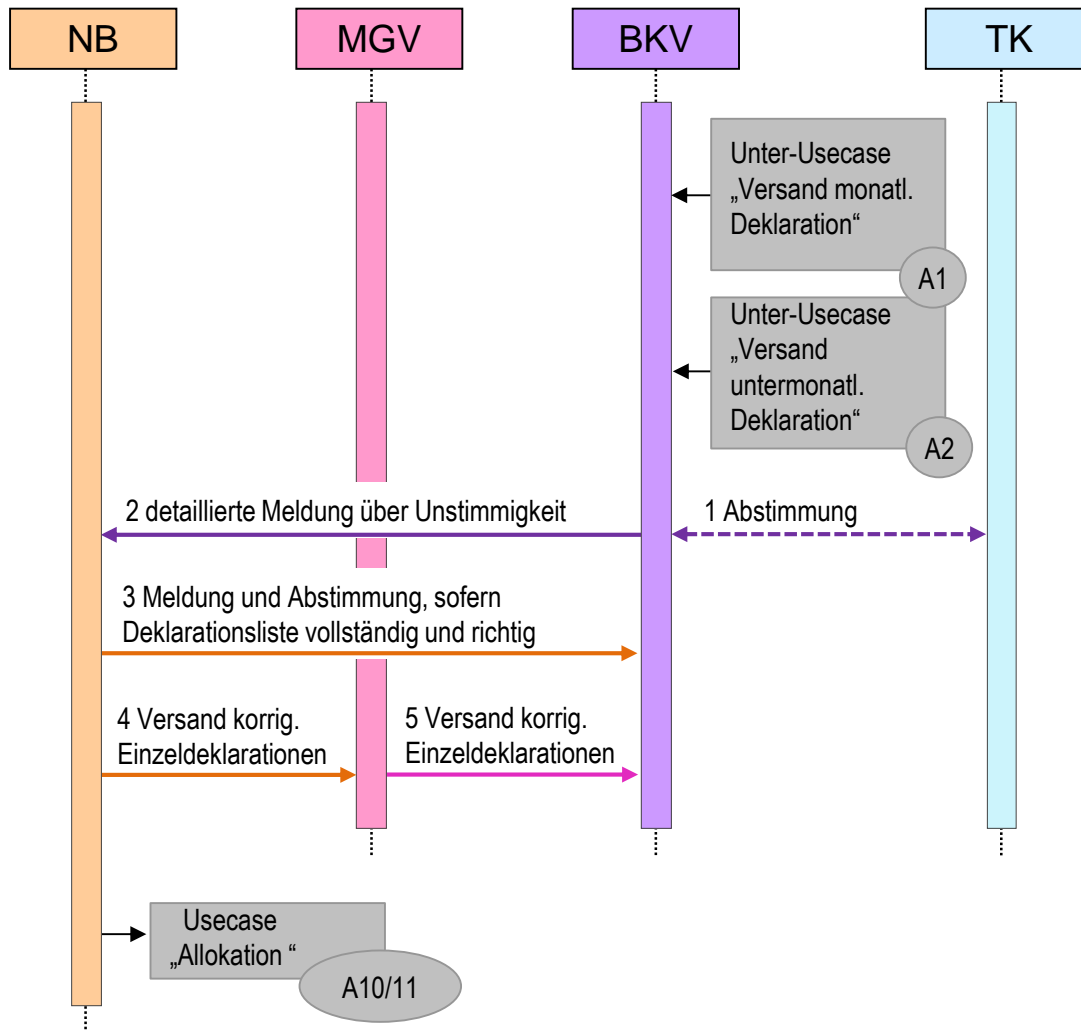 NB
MGV
BKV
TK
Unter-Usecase
„Versand monatl.
Deklaration“
A1
Unter-Usecase
„Versand
untermonatl.
Deklaration“
A2
2 detaillierte Meldung über Unstimmigkeit
1 Abstimmung
3 Meldung und Abstimmung, sofern
Deklarationsliste vollständig und richtig
4 Versand korrig.
Einzeldeklarationen
5 Versand korrig.
Einzeldeklarationen
Usecase
„Allokation “
A10/11